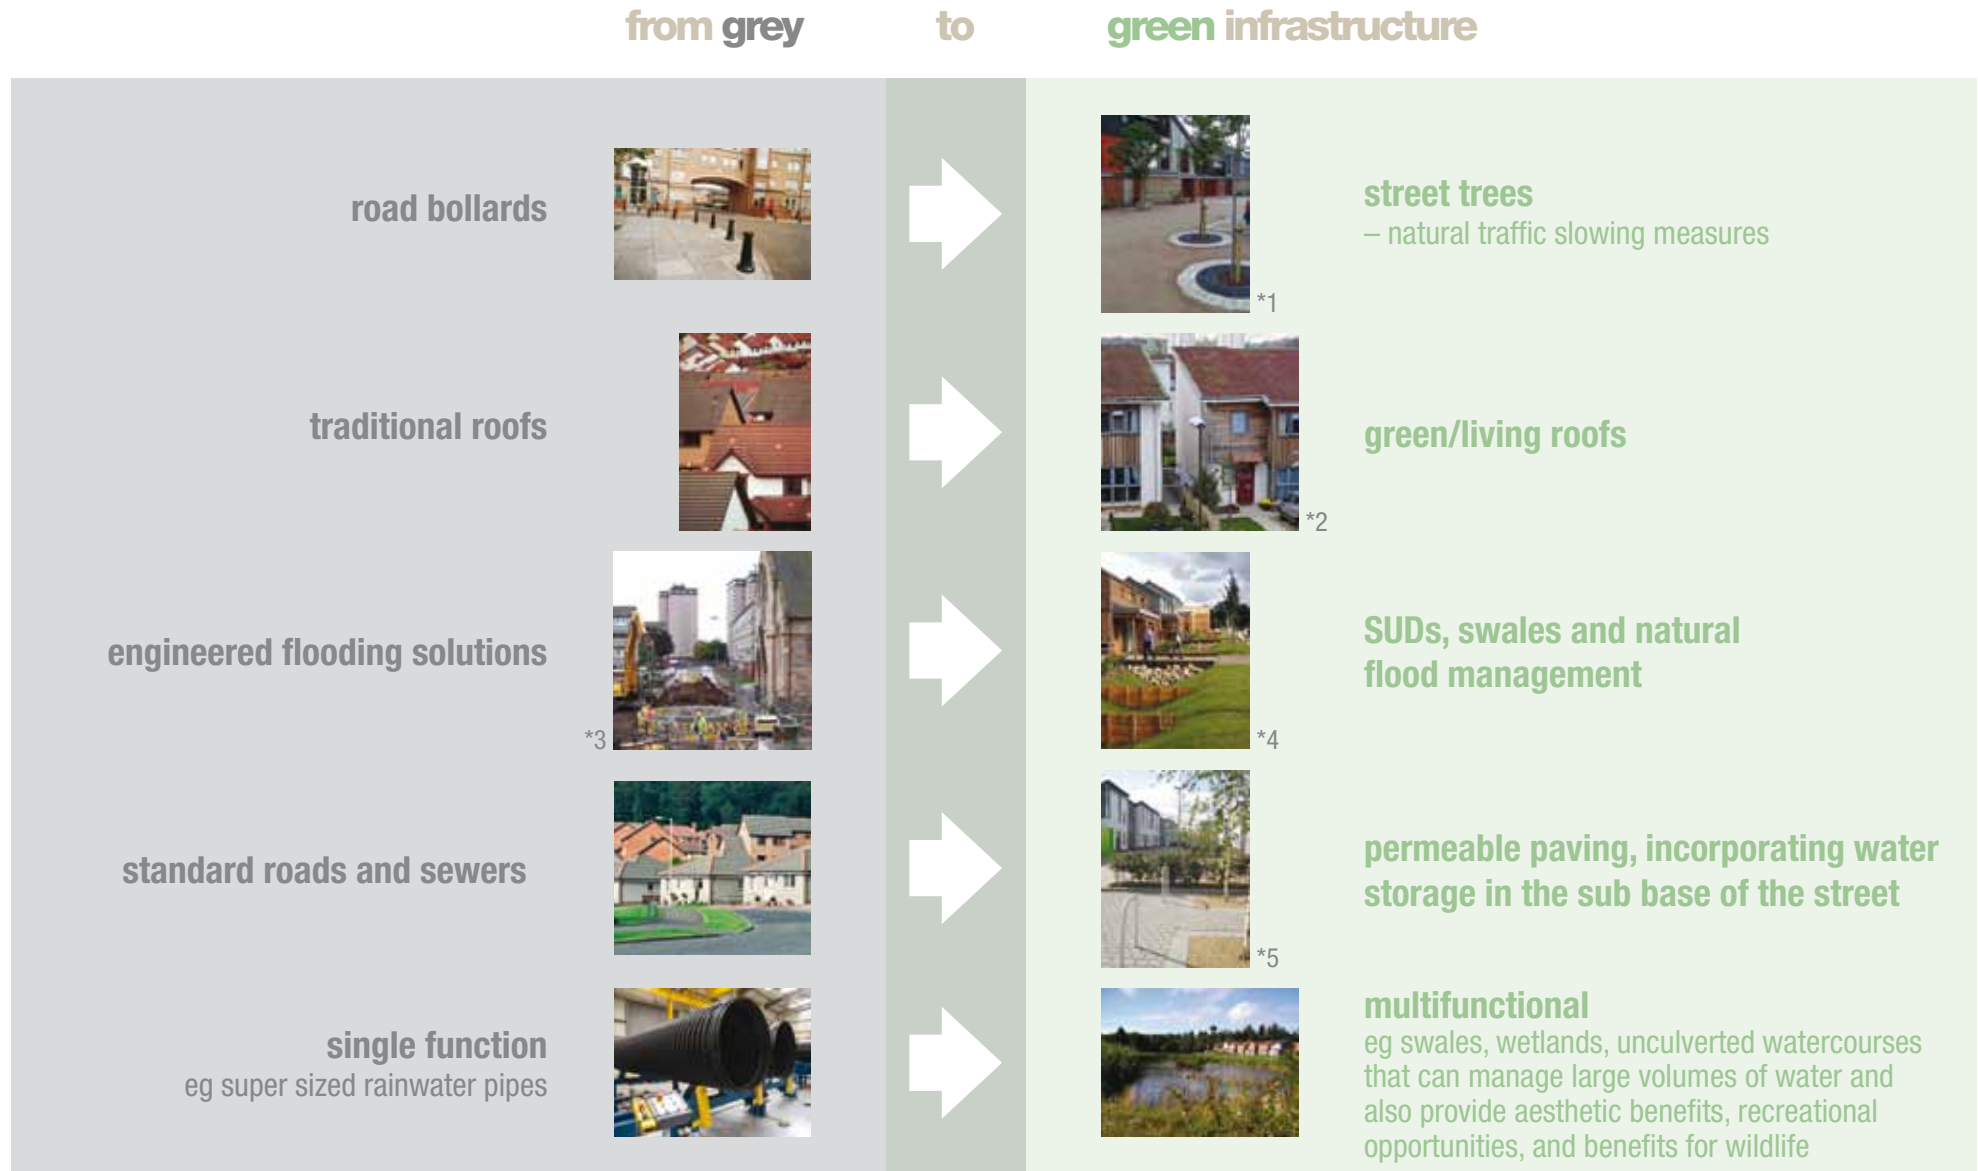 from grey to green infrastructure
road bollards
street trees
– natural traffic slowing measures
*1
traditional roofs
green/living roofs
*2
engineered flooding solutions
*3
SUDs, swales and natural
flood management
*4
standard roads and sewers
permeable paving, incorporating water
storage in the sub base of the street
*5
single function
eg super sized rainwater pipes
multifunctional
eg swales, wetlands, unculverted watercourses
that can manage large volumes of water and
also provide aesthetic benefits, recreational
opportunities, and benefits for wildlife